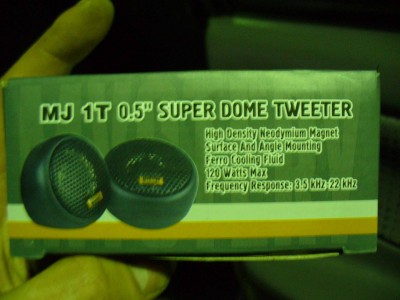 MJ 1T 0.5" SUPER DOME TWEETER
High Density Neodymium Magnet
Surface And Angle Mounting
Ferro Cooling Fluid
120 Watts Max
Frequency Response: 3.5 kHz-22 kHz